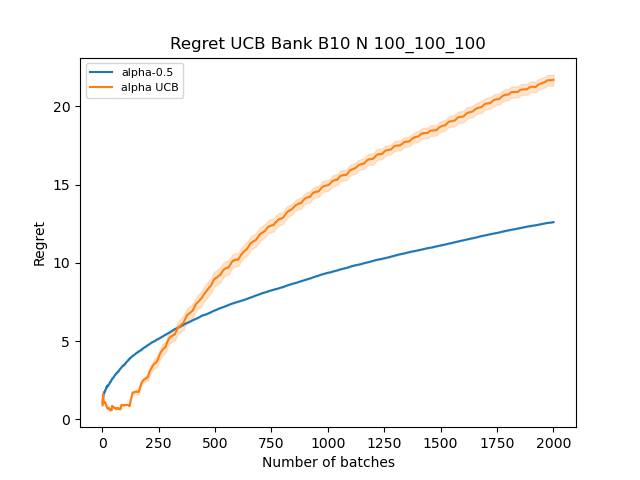 Regret UCB Bank B10 N 100_100_100
alpha-0.5
alpha UCB
20
15
10
5
0
Regret
0 250 500 750 1000 1250 1500 1750 2000
Number of batches